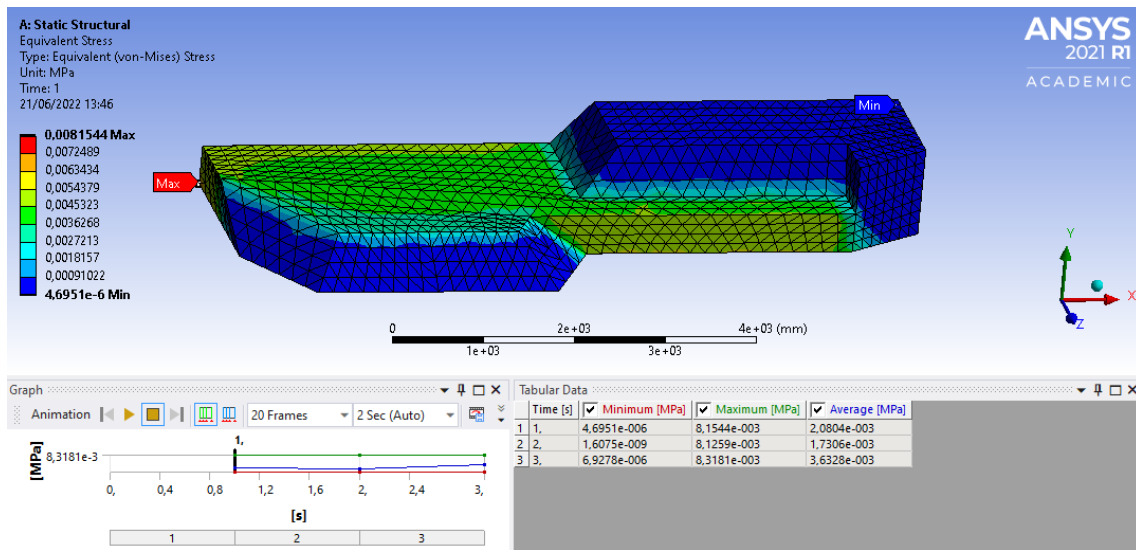 A: Static Structural
Equivalent Stress
Type: Equivalent (von-Mises) Stress
Unit: MPa
Time: 1
21/06/2022 13:46
ANSYS
2021 R1
ACADEMIC
0,0081544 Max
0,0072489
0,0063434
0,0054379
0,0045323
0,0036268
0,0027213
0,0018157
0,00091022
4,6951e-6 Min
Max
Min
Y
X
Z
0 2e+03 4e+03 (mm)
1e+03 3e+03
Graph
Animation 20 Frames 2 Sec (Auto)
1,
[MPa]
8,3181e-3
0, 0,4 0,8 1,2 1,6 2, 2,4 3,
[s]
1 2 3
Tabular Data
Time [s] Minimum [MPa] Maximum [MPa] Average [MPa]
1 1, 4,6951e-006 8,1544e-003 2,0804e-003
2 2, 1,6075e-009 8,1259e-003 1,7306e-003
3 3, 6,9278e-006 8,3181e-003 3,6328e-003